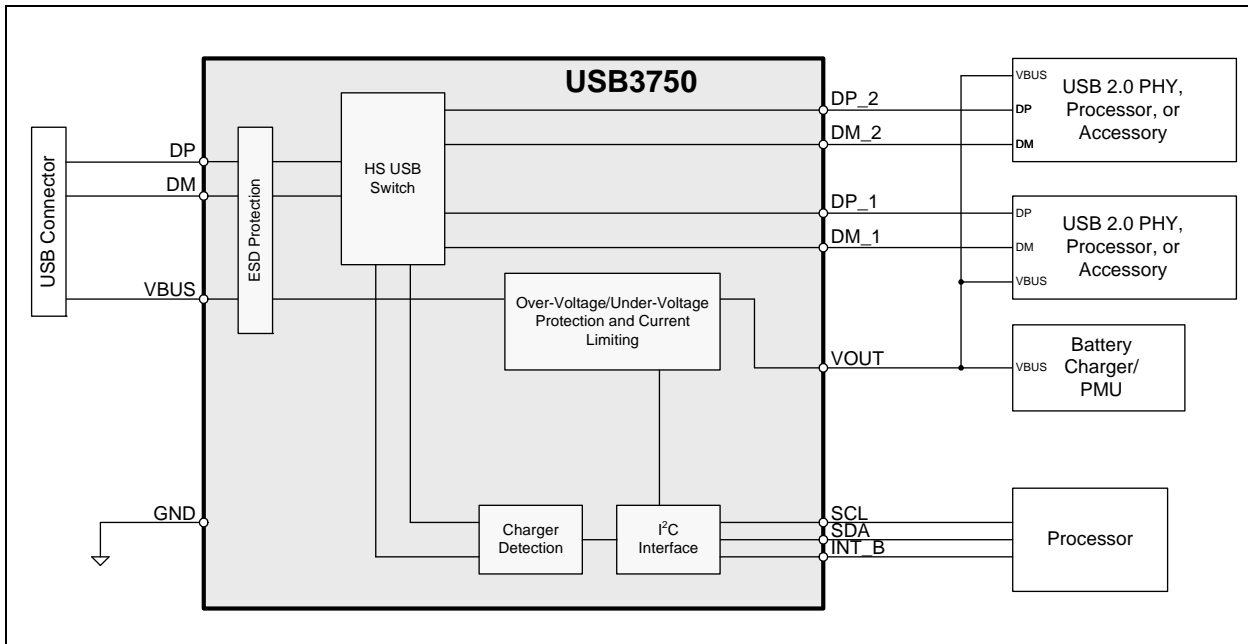 USB3750
USB Connector
DP
DM
VBUS
GND
ESD Protection
HS USB
Switch
Over-Voltage/Under-Voltage
Protection and Current
Limiting
Charger
Detection
I²C
Interface
DP_2
DM_2
DP_1
DM_1
VOUT
SCL
SDA
INT_B
VBUS
DP
DM
USB 2.0 PHY,
Processor, or
Accessory
DP
DM
VBUS
USB 2.0 PHY,
Processor, or
Accessory
VBUS
Battery
Charger/
PMU
Processor